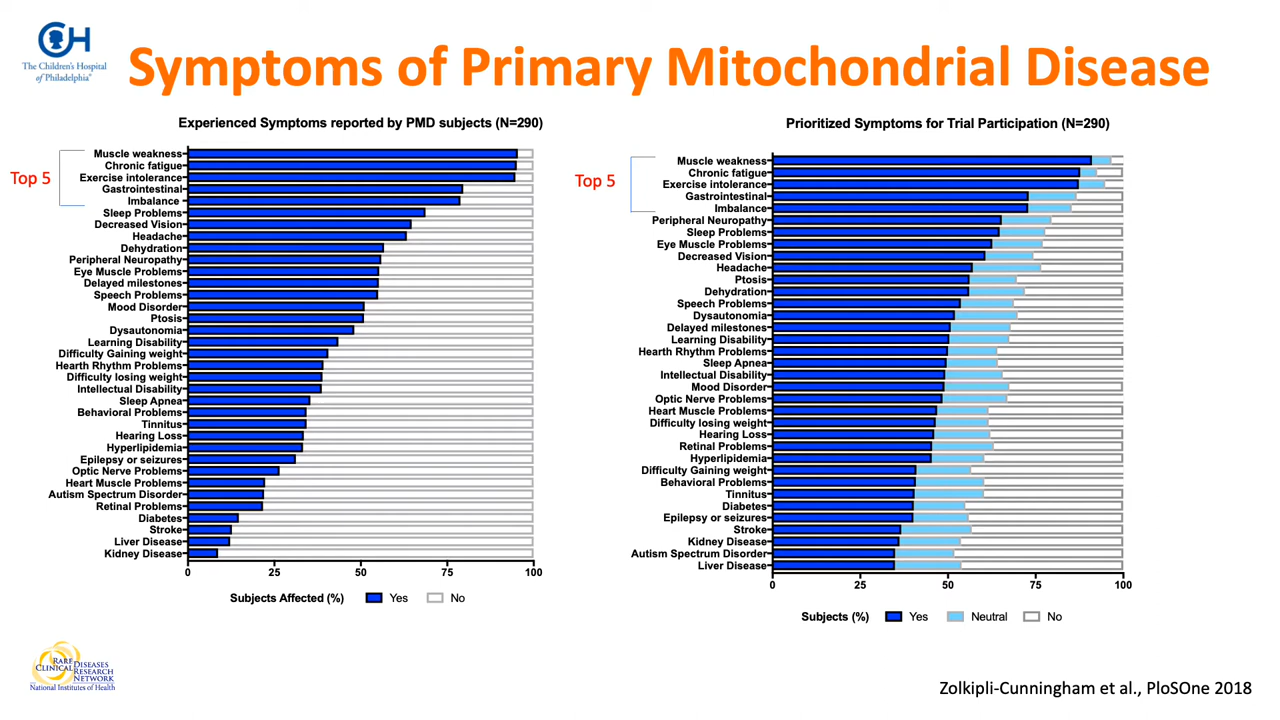 CH
The Children's Hospital
of Philadelphia®
Symptoms of Primary Mitochondrial Disease
Experienced Symptoms reported by PMD subjects (N=290)
Top 5
Muscle weakness
Chronic fatigue
Exercise intolerance
Gastrointestinal
Imbalance
Sleep Problems
Decreased Vision
Headache
Dehydration
Peripheral Neuropathy
Eye Muscle Problems
Delayed milestones
Speech Problems
Mood Disorder
Ptosis
Dysautonomia
Learning Disability
Difficulty Gaining weight
Hearth Rhythm Problems
Difficulty losing weight
Intellectual Disability
Sleep Apnea
Behavioral Problems
Tinnitus
Hearing Loss
Hyperlipidemia
Epilepsy or seizures
Optic Nerve Problems
Heart Muscle Problems
Autism Spectrum Disorder
Retinal Problems
Diabetes
Stroke
Liver Disease
Kidney Disease
0 25 50 75 100
Subjects Affected (%) Yes No
Prioritized Symptoms for Trial Participation (N=290)
Top 5
Muscle weakness
Chronic fatigue
Exercise intolerance
Gastrointestinal
Imbalance
Peripheral Neuropathy
Sleep Problems
Eye Muscle Problems
Decreased Vision
Headache
Ptosis
Dehydration
Speech Problems
Dysautonomia
Delayed milestones
Learning Disability
Hearth Rhythm Problems
Sleep Apnea
Intellectual Disability
Mood Disorder
Optic Nerve Problems
Heart Muscle Problems
Difficulty losing weight
Hearing Loss
Retinal Problems
Hyperlipidemia
Difficulty Gaining weight
Behavioral Problems
Tinnitus
Diabetes
Epilepsy or seizures
Stroke
Kidney Disease
Autism Spectrum Disorder
Liver Disease
0 25 50 75 100
Subjects (%) Yes Neutral No
RARE
CLINICAL DISEASES
RESEARCH
NETWORK
National Institutes of Health
Zolkipli-Cunningham et al., PloSOne 2018